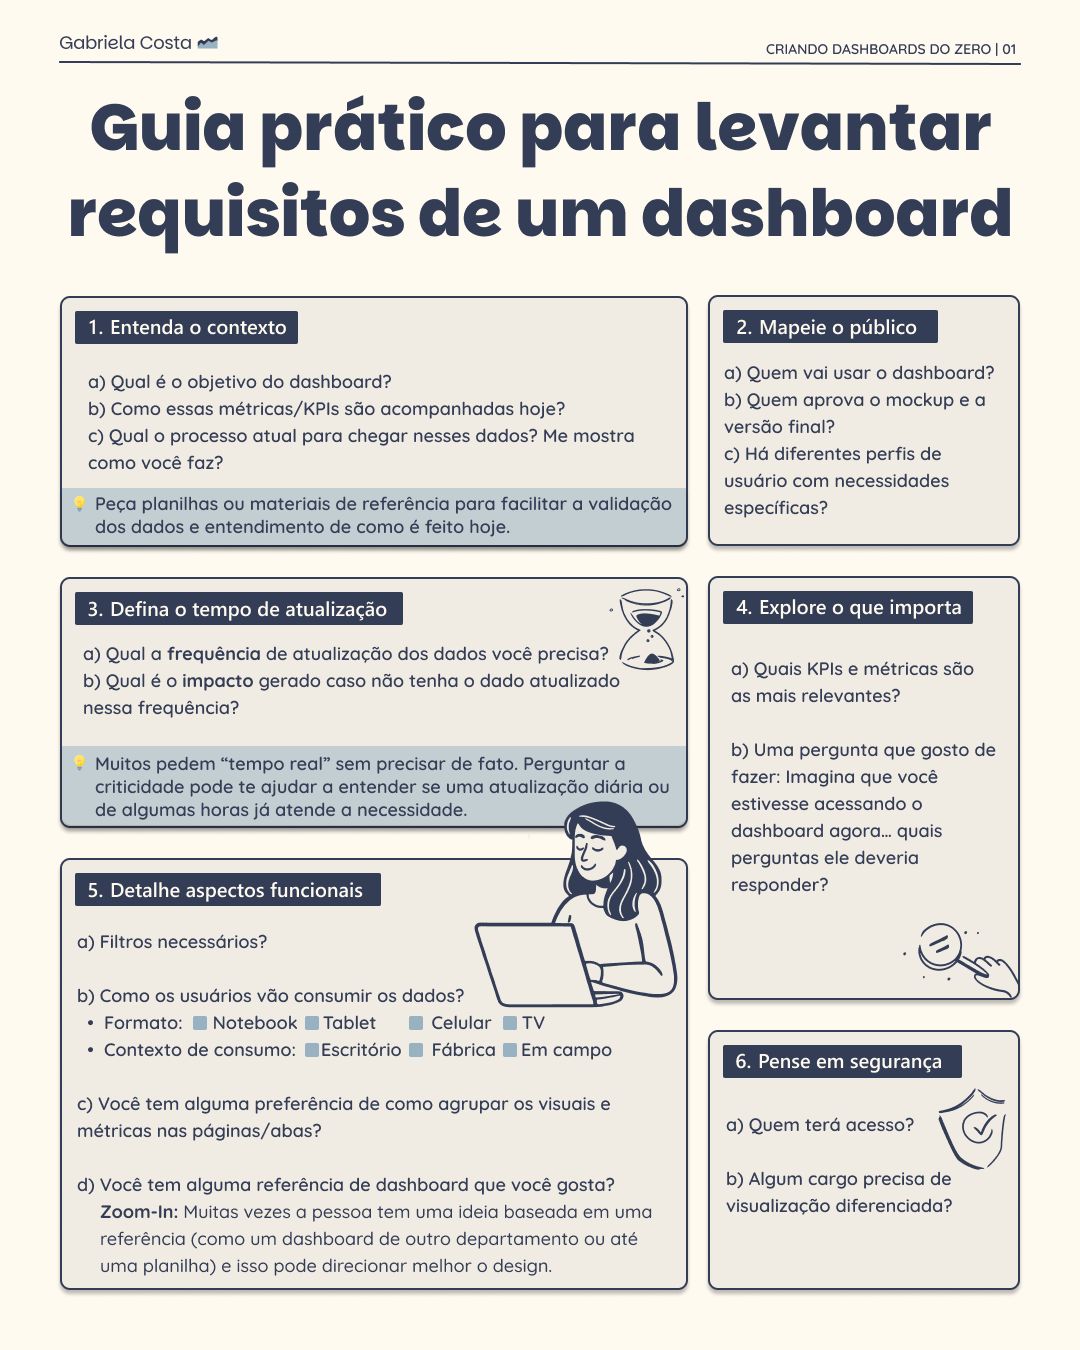 Gabriela Costa
CRIANDO DASHBOARDS DO ZERO | 01
Guia prático para levantar
requisitos de um dashboard
1. Entenda o contexto
a) Qual é o objetivo do dashboard?
b) Como essas métricas/KPIs são acompanhadas hoje?
c) Qual o processo atual para chegar nesses dados? Me mostra
como você faz?
💡 Peça planilhas ou materiais de referência para facilitar a validação
dos dados e entendimento de como é feito hoje.
2. Mapeie o público
a) Quem vai usar o dashboard?
b) Quem aprova o mockup e a
versão final?
c) Há diferentes perfis de
usuário com necessidades
específicas?
3. Defina o tempo de atualização
a) Qual a frequência de atualização dos dados você precisa?
b) Qual é o impacto gerado caso não tenha o dado atualizado
nessa frequência?
💡 Muitos pedem “tempo real” sem precisar de fato. Perguntar a
criticidade pode te ajudar a entender se uma atualização diária ou
de algumas horas já atende a necessidade.
4. Explore o que importa
a) Quais KPIs e métricas são
as mais relevantes?
b) Uma pergunta que gosto de
fazer: Imagina que você
estivesse acessando o
dashboard agora... quais
perguntas ele deveria
responder?
5. Detalhe aspectos funcionais
a) Filtros necessários?
b) Como os usuários vão consumir os dados?
• Formato: Notebook Tablet Celular TV
• Contexto de consumo: Escritório Fábrica Em campo
c) Você tem alguma preferência de como agrupar os visuais e
métricas nas páginas/abas?
d) Você tem alguma referência de dashboard que você gosta?
Zoom-In: Muitas vezes a pessoa tem uma ideia baseada em uma
referência (como um dashboard de outro departamento ou até
uma planilha) e isso pode direcionar melhor o design.
6. Pense em segurança
a) Quem terá acesso?
b) Algum cargo precisa de
visualização diferenciada?